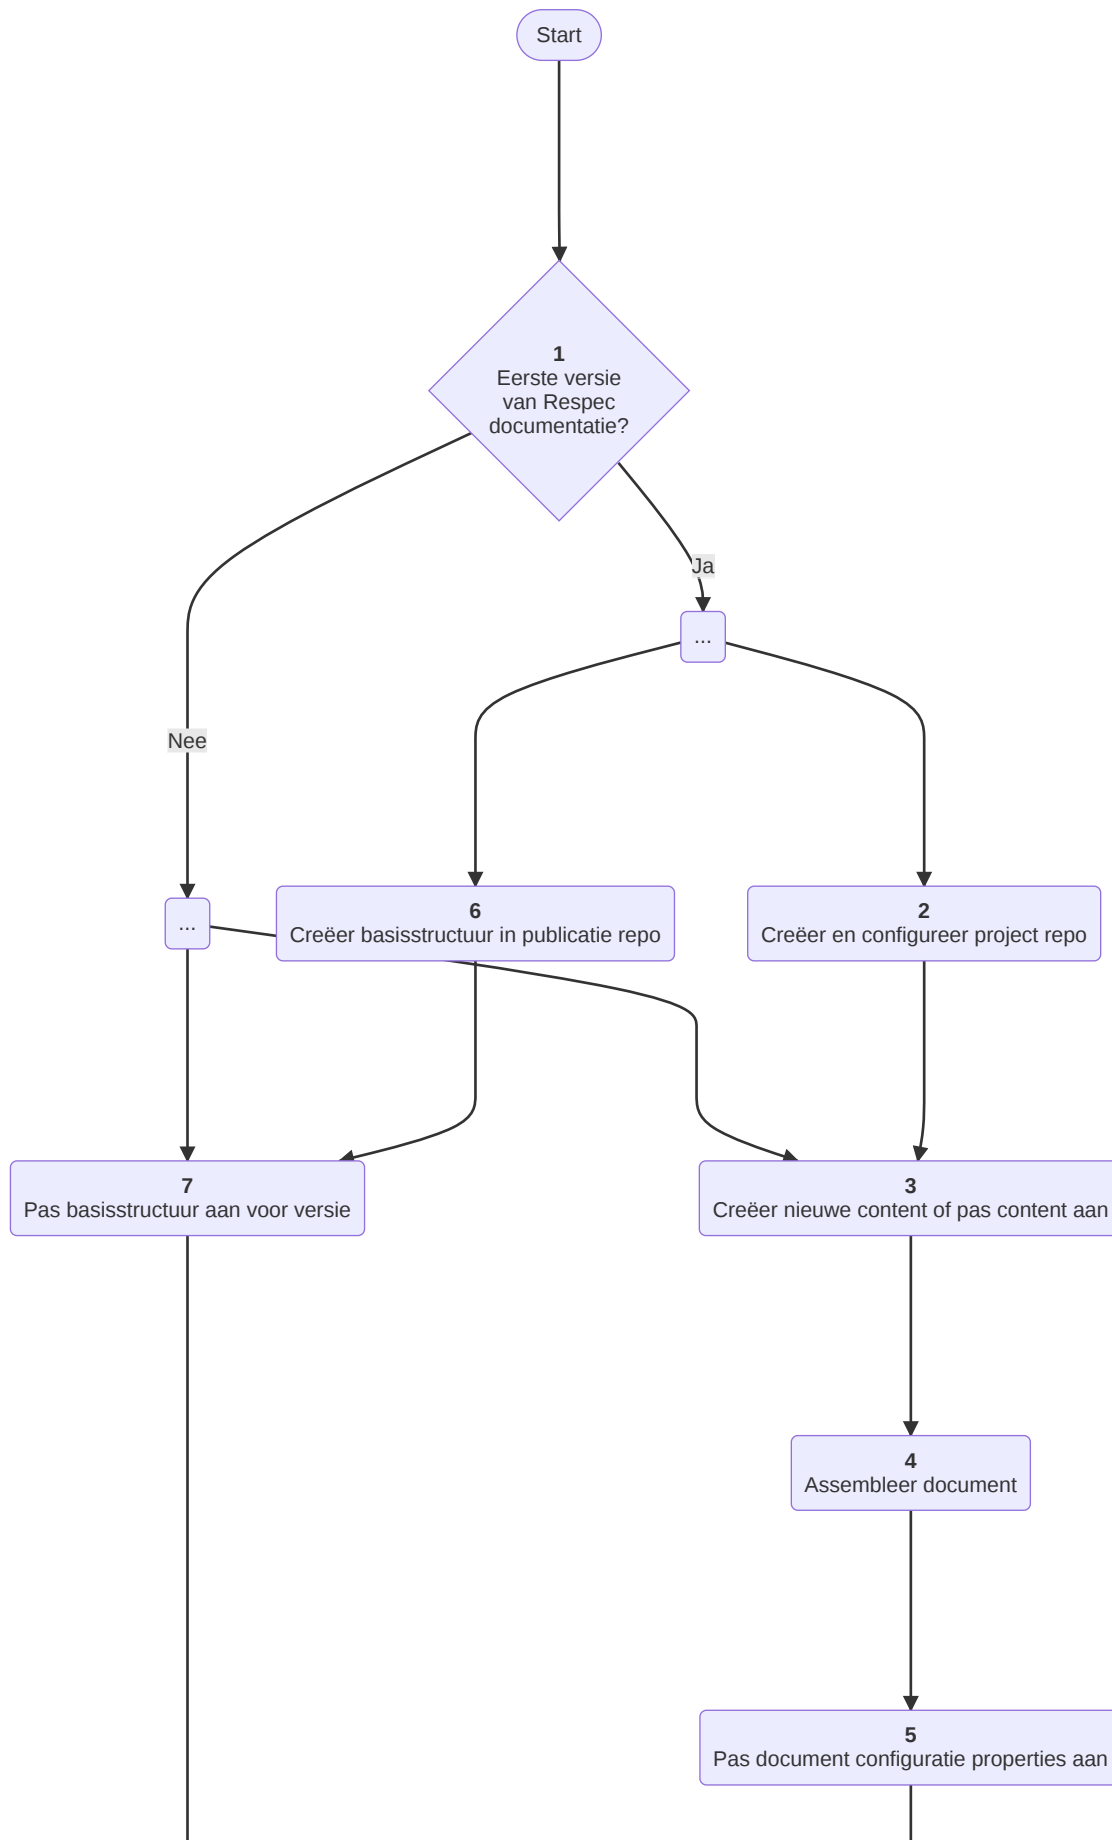 Start
1
Eerste versie
van Respec
documentatie?
Ja
...
Nee
...
6
Creëer basisstructuur in publicatie repo
2
Creëer en configureer project repo
7
Pas basisstructuur aan voor versie
3
Creëer nieuwe content of pas content aan
4
Assembleer document
5
Pas document configuratie properties aan